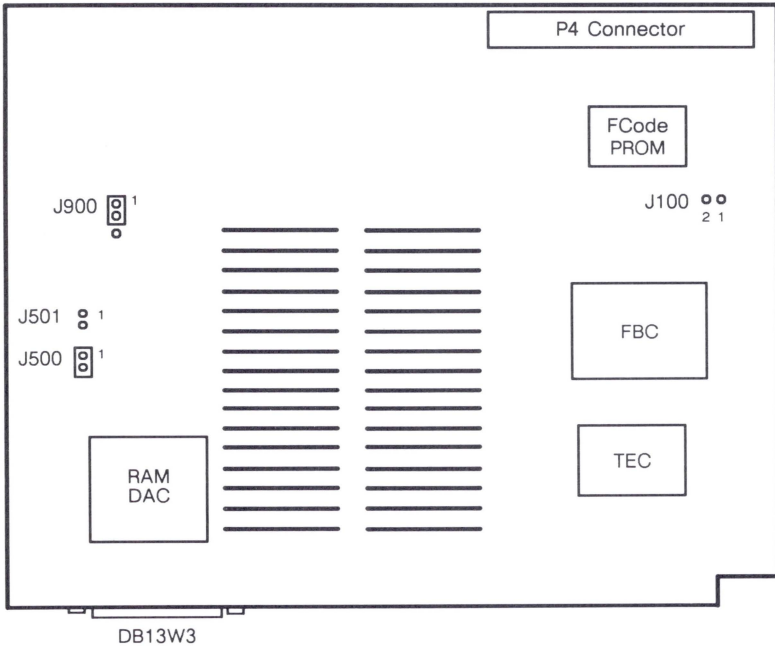 P4 Connector
FCode
PROM
J900
1
J100
2 1
J501
1
J500
1
FBC
TEC
RAM
DAC
DB13W3